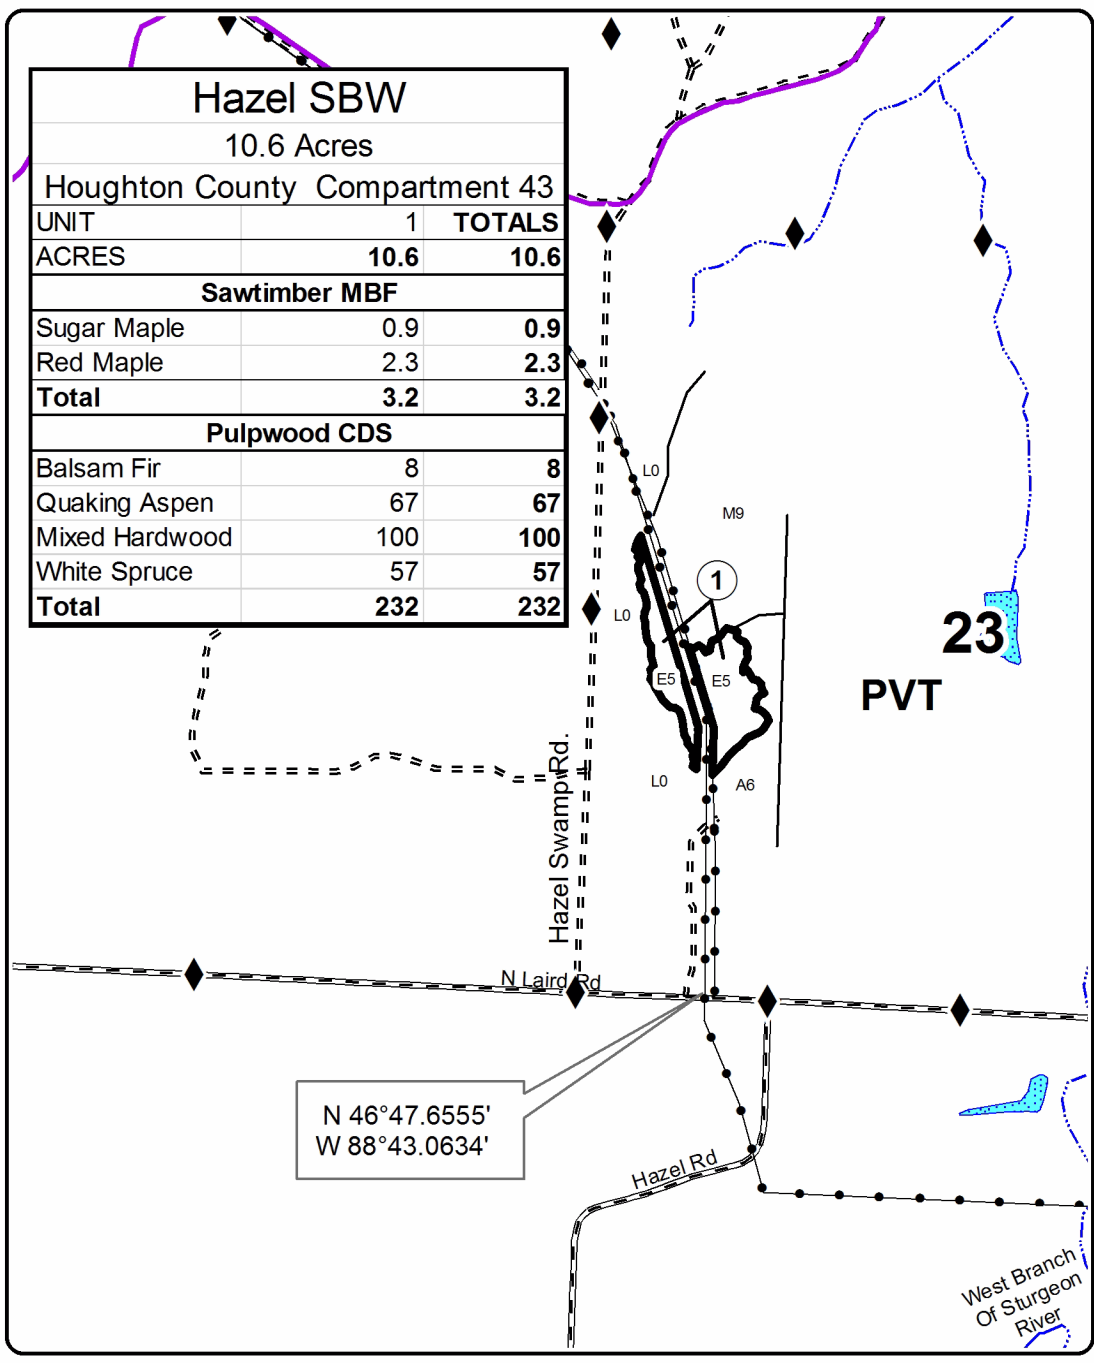 Hazel SBW
10.6 Acres
Houghton County Compartment 43
UNIT 1 TOTALS
ACRES 10.6 10.6
Sawtimber MBF
Sugar Maple 0.9 0.9
Red Maple 2.3 2.3
Total 3.2 3.2
Pulpwood CDS
Balsam Fir 8 8
Quaking Aspen 67 67
Mixed Hardwood 100 100
White Spruce 57 57
Total 232 232
L0
M9
1
L0
23
E5
E5
PVT
L0
A6
Hazel Swamp Rd.
N Laird Rd
N 46°47.6555'
W 88°43.0634'
Hazel Rd
West Branch
Of Sturgeon
River